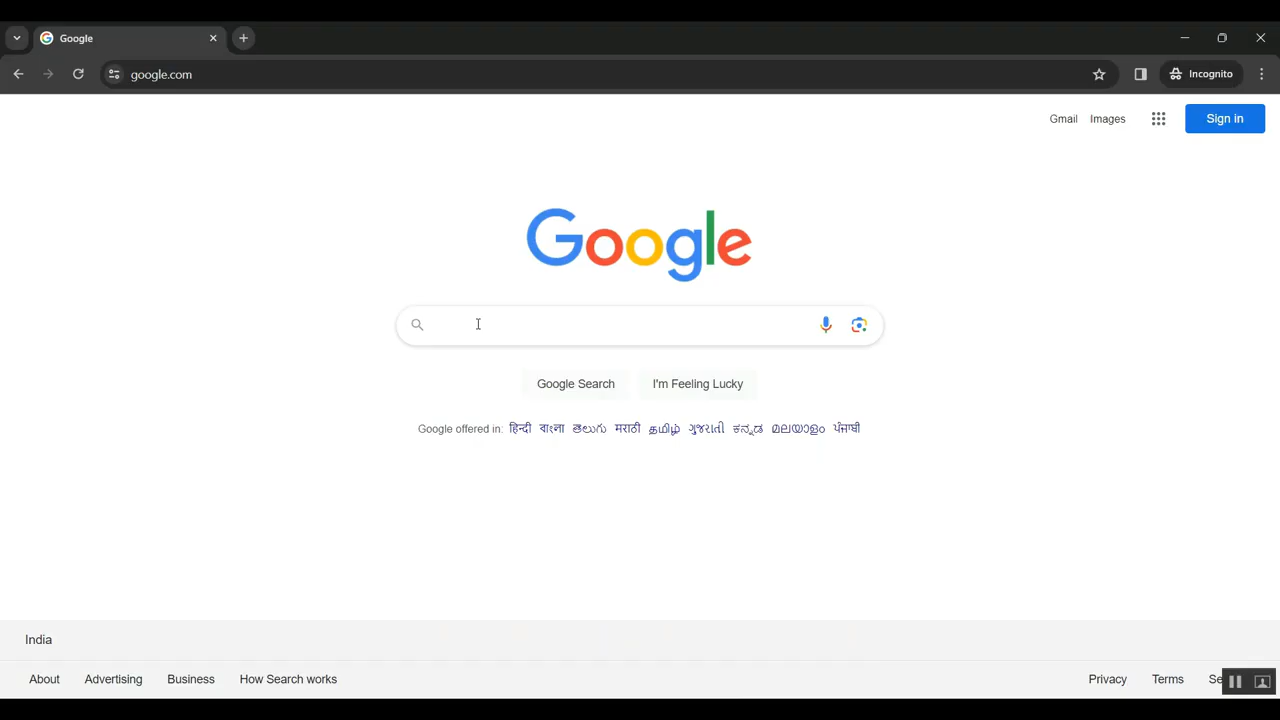 Google
google.com
Incognito
Gmail Images
Sign in
Google
Google Search I'm Feeling Lucky
Google offered in: हिन्दी বাংলা తెలుగు मराठी தமிழ் ગુજરાતી ಕನ್ನಡ മലയാളം ਪੰਜਾਬੀ
India
About Advertising Business How Search works Privacy Terms